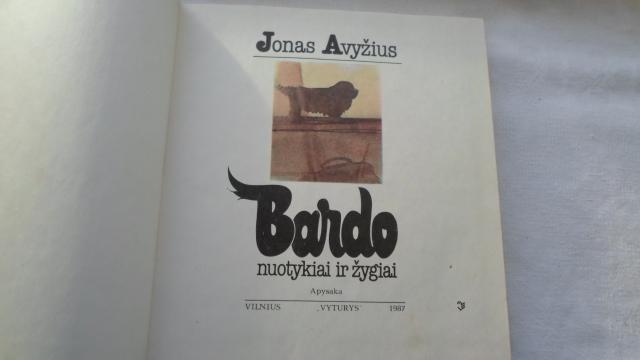 Jonas Avyžius
Bardo
nuotykiai ir žygiai
Apysaka
VILNIUS „VYTURYS“ 1987